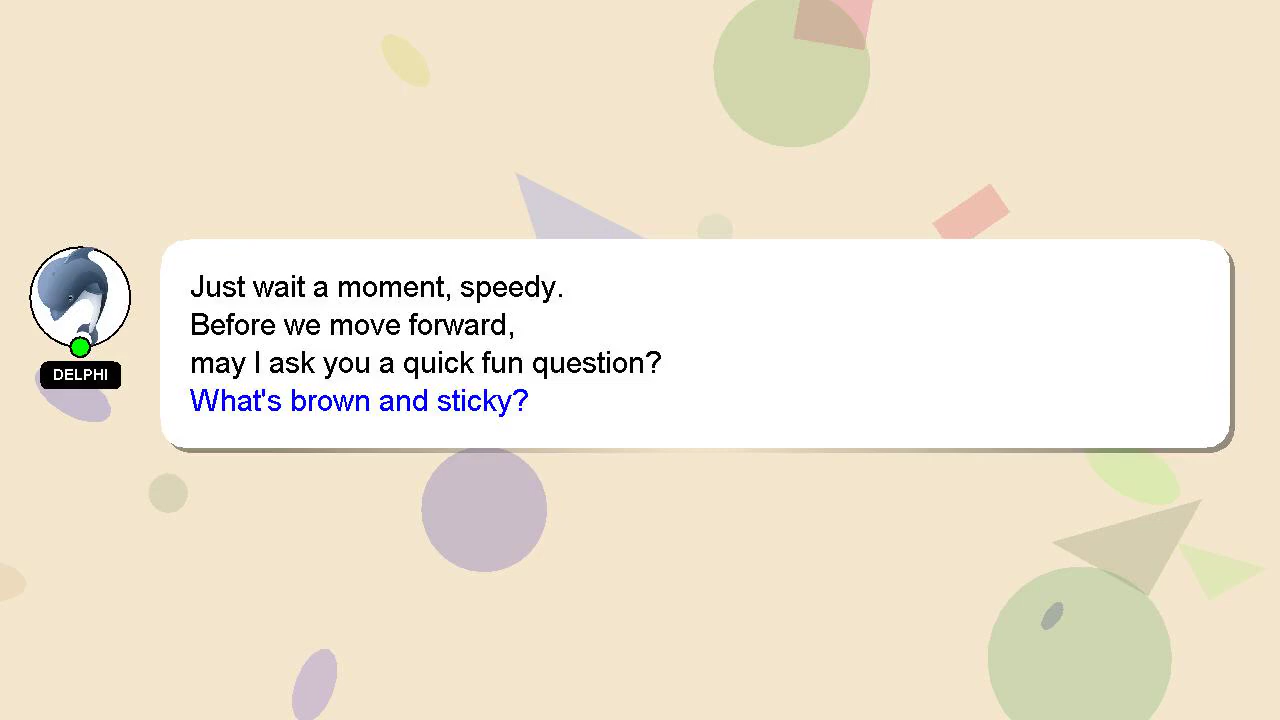 Just wait a moment, speedy.
Before we move forward,
may I ask you a quick fun question?
What's brown and sticky?
DELPHI